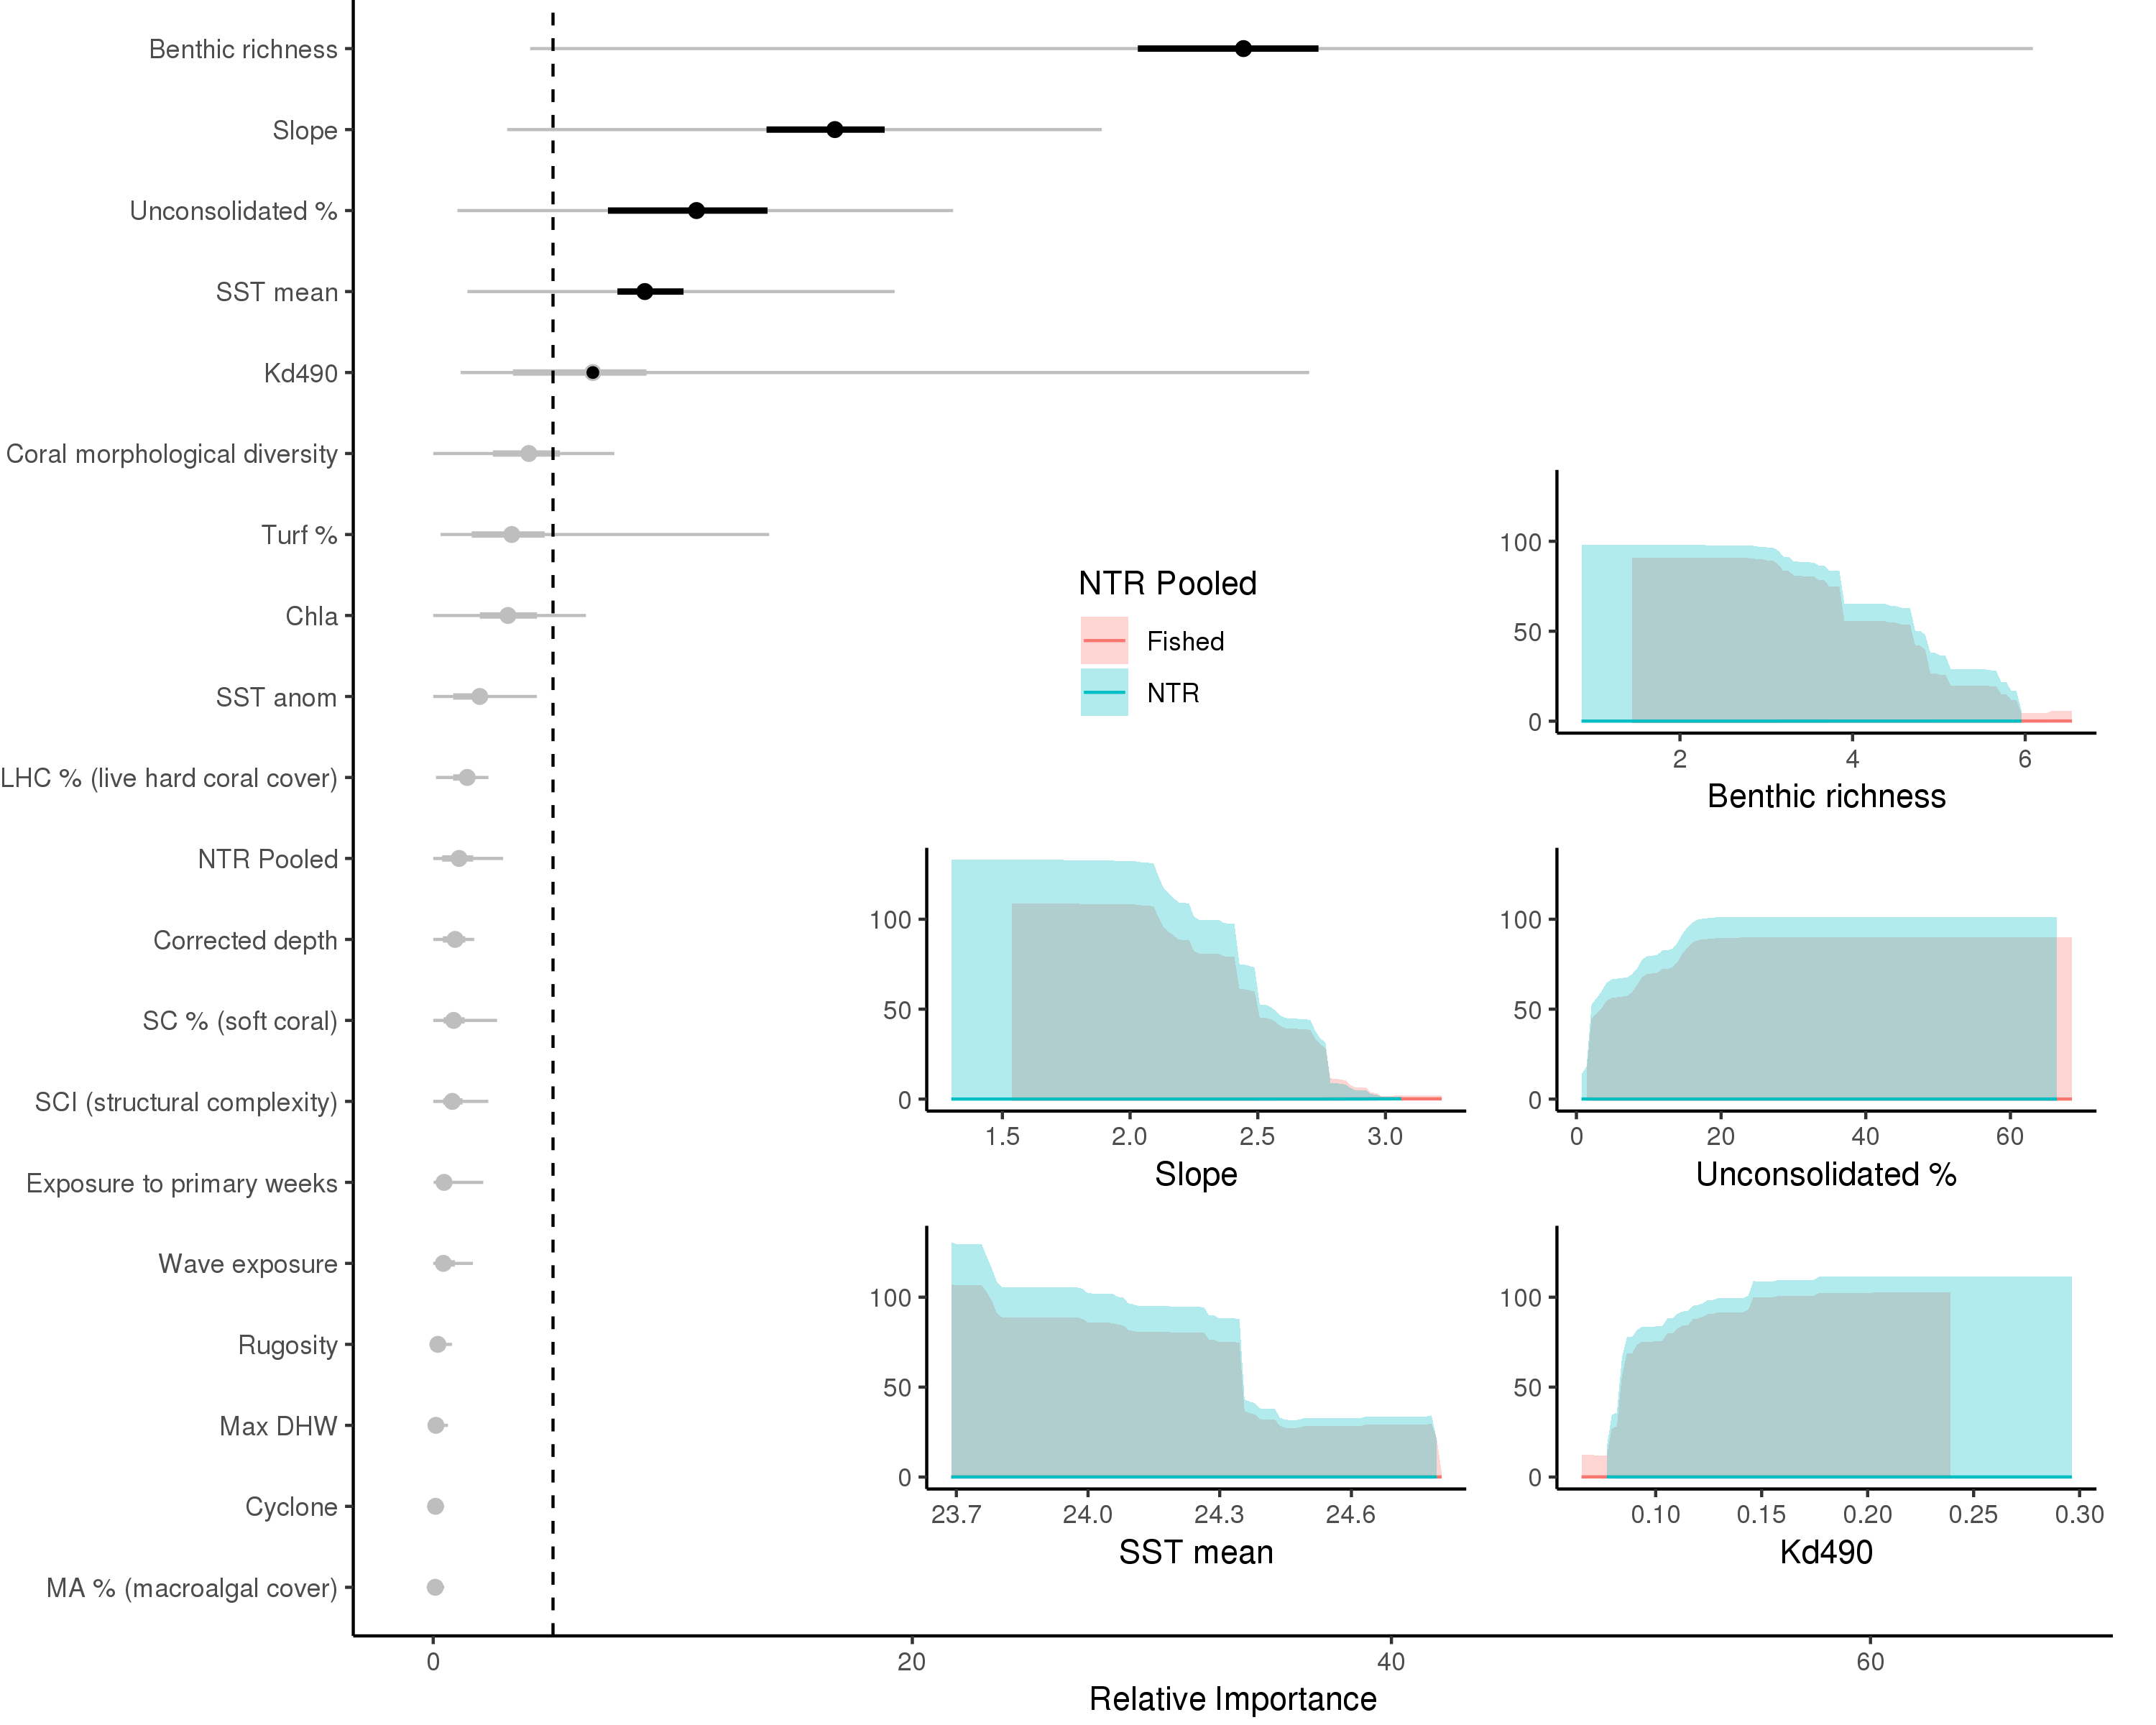 Benthic richness
Slope
Unconsolidated %
SST mean
Kd490
Coral morphological diversity
Turf %
Chla
SST anom
LHC % (live hard coral cover)
NTR Pooled
Corrected depth
SC % (soft coral)
SCI (structural complexity)
Exposure to primary weeks
Wave exposure
Rugosity
Max DHW
Cyclone
MA % (macroalgal cover)
0 20 40 60
Relative Importance
NTR Pooled
Fished
NTR
100
50
0
2 4 6
Benthic richness
100
50
0
1.5 2.0 2.5 3.0
Slope
100
50
0
0 20 40 60
Unconsolidated %
100
50
0
23.7 24.0 24.3 24.6
SST mean
100
50
0
0.10 0.15 0.20 0.25 0.30
Kd490